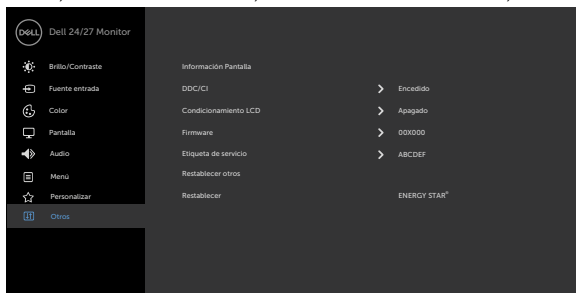 DELL Dell 24/27 Monitor
Brillo/Contraste
Fuente entrada
Color
Pantalla
Audio
Menú
Personalizar
Otros
Información Pantalla
DDC/CI Encedido
Condicionamiento LCD Apagado
Firmware 00X000
Etiqueta de servicio ABCDEF
Restablecer otros
Restablecer ENERGY STAR®